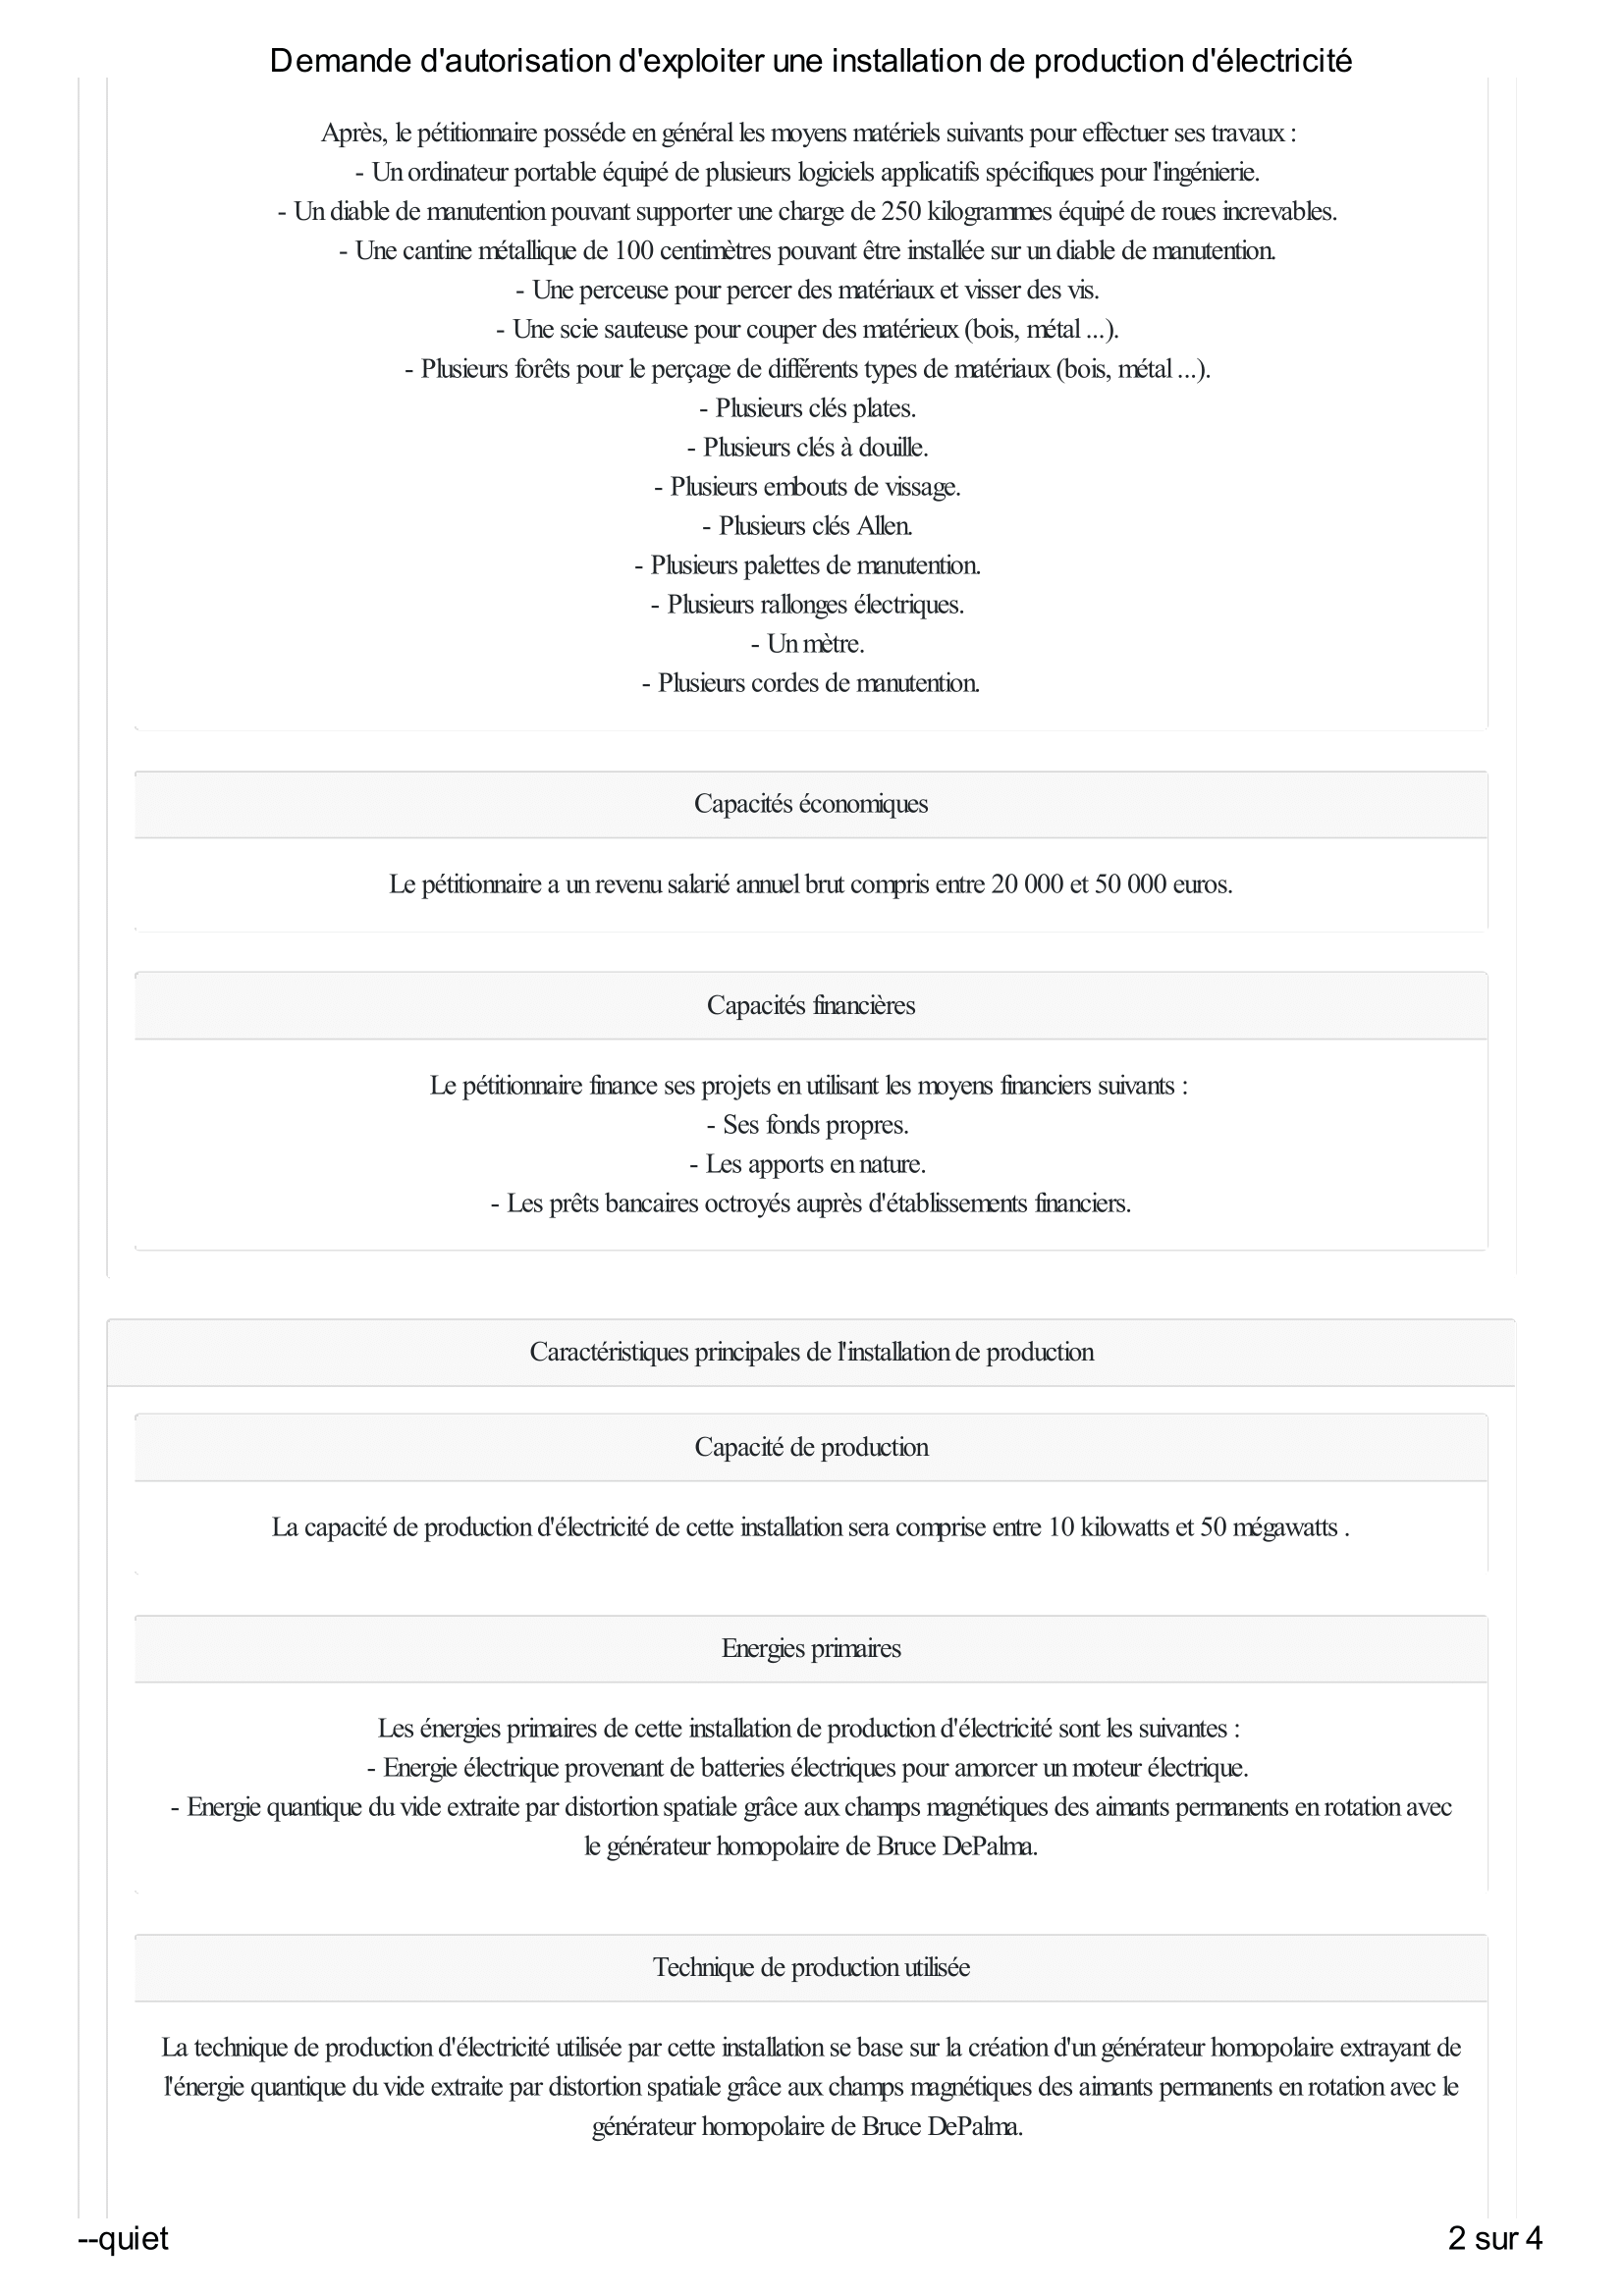 Demande d'autorisation d'exploiter une installation de production d'électricité
Après, le pétitionnaire posséde en général les moyens matériels suivants pour effectuer ses travaux :
- Un ordinateur portable équipé de plusieurs logiciels applicatifs spécifiques pour l'ingénierie.
- Un diable de manutention pouvant supporter une charge de 250 kilogrammes équipé de roues increvables.
- Une cantine métallique de 100 centimètres pouvant être installée sur un diable de manutention.
- Une perceuse pour percer des matériaux et visser des vis.
- Une scie sauteuse pour couper des matérieux (bois, métal ...).
- Plusieurs forêts pour le perçage de différents types de matériaux (bois, métal ...).
- Plusieurs clés plates.
- Plusieurs clés à douille.
- Plusieurs embouts de vissage.
- Plusieurs clés Allen.
- Plusieurs palettes de manutention.
- Plusieurs rallonges électriques.
- Un mètre.
- Plusieurs cordes de manutention.
Capacités économiques
Le pétitionnaire a un revenu salarié annuel brut compris entre 20 000 et 50 000 euros.
Capacités financières
Le pétitionnaire finance ses projets en utilisant les moyens financiers suivants :
- Ses fonds propres.
- Les apports en nature.
- Les prêts bancaires octroyés auprès d'établissements financiers.
Caractéristiques principales de l'installation de production
Capacité de production
La capacité de production d'électricité de cette installation sera comprise entre 10 kilowatts et 50 mégawatts .
Energies primaires
Les énergies primaires de cette installation de production d'électricité sont les suivantes :
- Energie électrique provenant de batteries électriques pour amorcer un moteur électrique.
- Energie quantique du vide extraite par distortion spatiale grâce aux champs magnétiques des aimants permanents en rotation avec
le générateur homopolaire de Bruce DePalma.
Technique de production utilisée
La technique de production d'électricité utilisée par cette installation se base sur la création d'un générateur homopolaire extrayant de
l'énergie quantique du vide extraite par distortion spatiale grâce aux champs magnétiques des aimants permanents en rotation avec le
générateur homopolaire de Bruce DePalma.
--quiet
2 sur 4